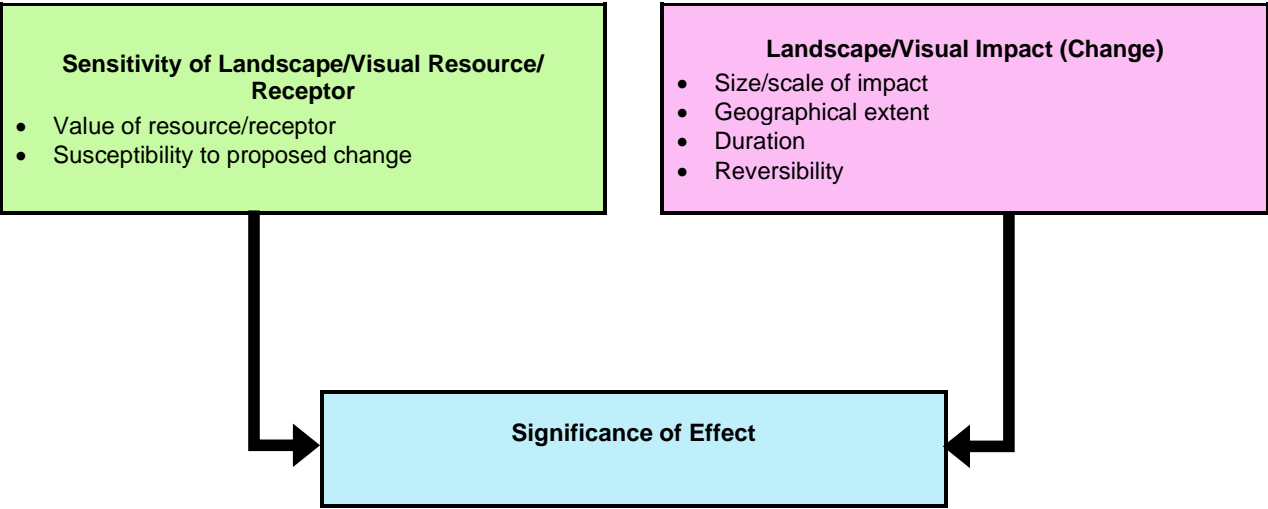 Sensitivity of Landscape/Visual Resource/
Receptor
• Value of resource/receptor
• Susceptibility to proposed change
Landscape/Visual Impact (Change)
• Size/scale of impact
• Geographical extent
• Duration
• Reversibility
Significance of Effect